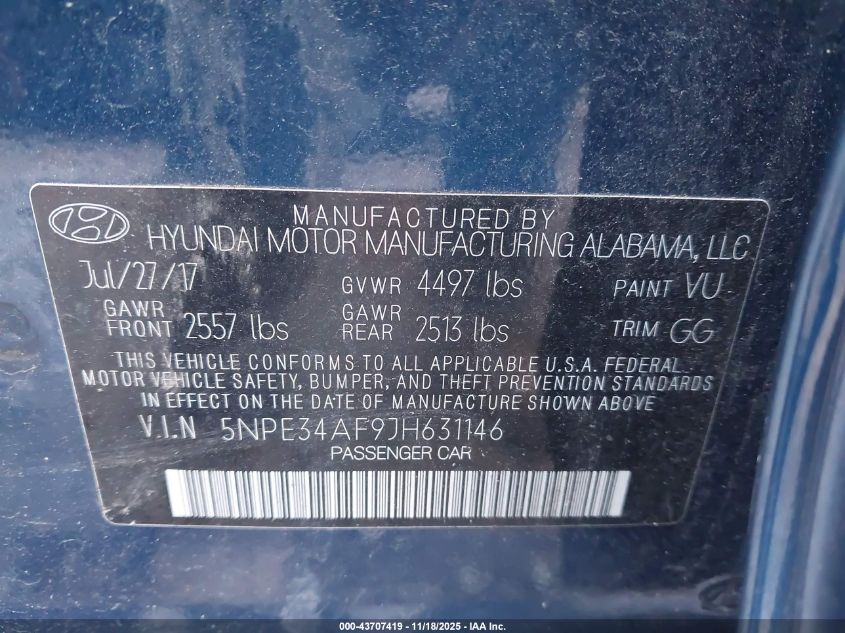 MANUFACTURED BY
HYUNDAI MOTOR MANUFACTURING ALABAMA, LLC
Jul/27/17 GVWR 4497 lbs PAINT VU
GAWR FRONT 2557 lbs GAWR REAR 2513 lbs TRIM GG
THIS VEHICLE CONFORMS TO ALL APPLICABLE U.S.A. FEDERAL
MOTOR VEHICLE SAFETY, BUMPER, AND THEFT PREVENTION STANDARDS
IN EFFECT ON THE DATE OF MANUFACTURE SHOWN ABOVE.
V.I.N 5NPE34AF9JH631146
PASSENGER CAR
000-43707419 - 11/18/2025 - IAA Inc.